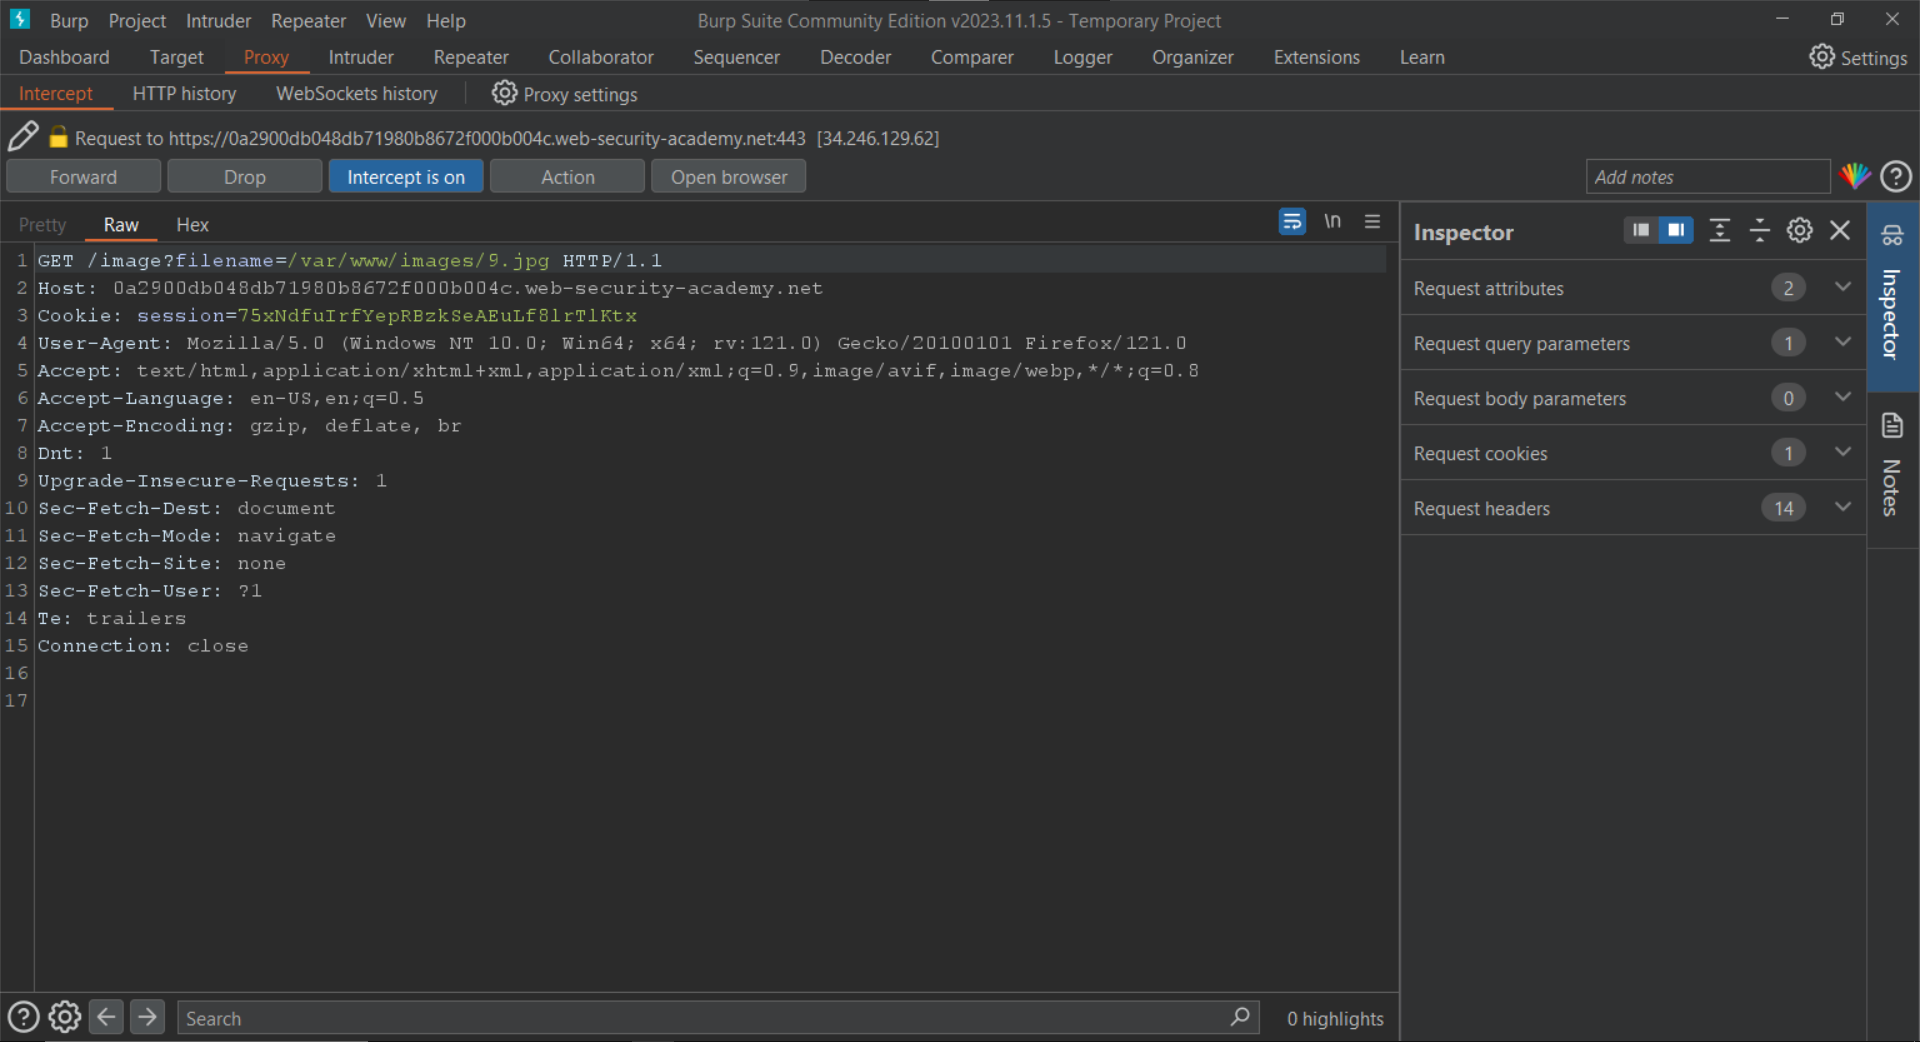 Burp Project Intruder Repeater View Help Burp Suite Community Edition v2023.11.1.5 - Temporary Project
Dashboard Target Proxy Intruder Repeater Collaborator Sequencer Decoder Comparer Logger Organizer Extensions Learn Settings
Intercept HTTP history WebSockets history Proxy settings
Request to https://0a2900db048db71980b8672f000b004c.web-security-academy.net:443 [34.246.129.62]
Forward Drop Intercept is on Action Open browser Add notes
Pretty Raw Hex \n
1 GET /image?filename=/var/www/images/9.jpg HTTP/1.1
2 Host: 0a2900db048db71980b8672f000b004c.web-security-academy.net
3 Cookie: session=75xNdfuIrfYepRBzkSeAEuLf8lrTlKtx
4 User-Agent: Mozilla/5.0 (Windows NT 10.0; Win64; x64; rv:121.0) Gecko/20100101 Firefox/121.0
5 Accept: text/html,application/xhtml+xml,application/xml;q=0.9,image/avif,image/webp,*/*;q=0.8
6 Accept-Language: en-US,en;q=0.5
7 Accept-Encoding: gzip, deflate, br
8 Dnt: 1
9 Upgrade-Insecure-Requests: 1
10 Sec-Fetch-Dest: document
11 Sec-Fetch-Mode: navigate
12 Sec-Fetch-Site: none
13 Sec-Fetch-User: ?1
14 Te: trailers
15 Connection: close
16
17
Inspector
Request attributes 2
Request query parameters 1
Request body parameters 0
Request cookies 1
Request headers 14
Inspector
Notes
Search 0 highlights